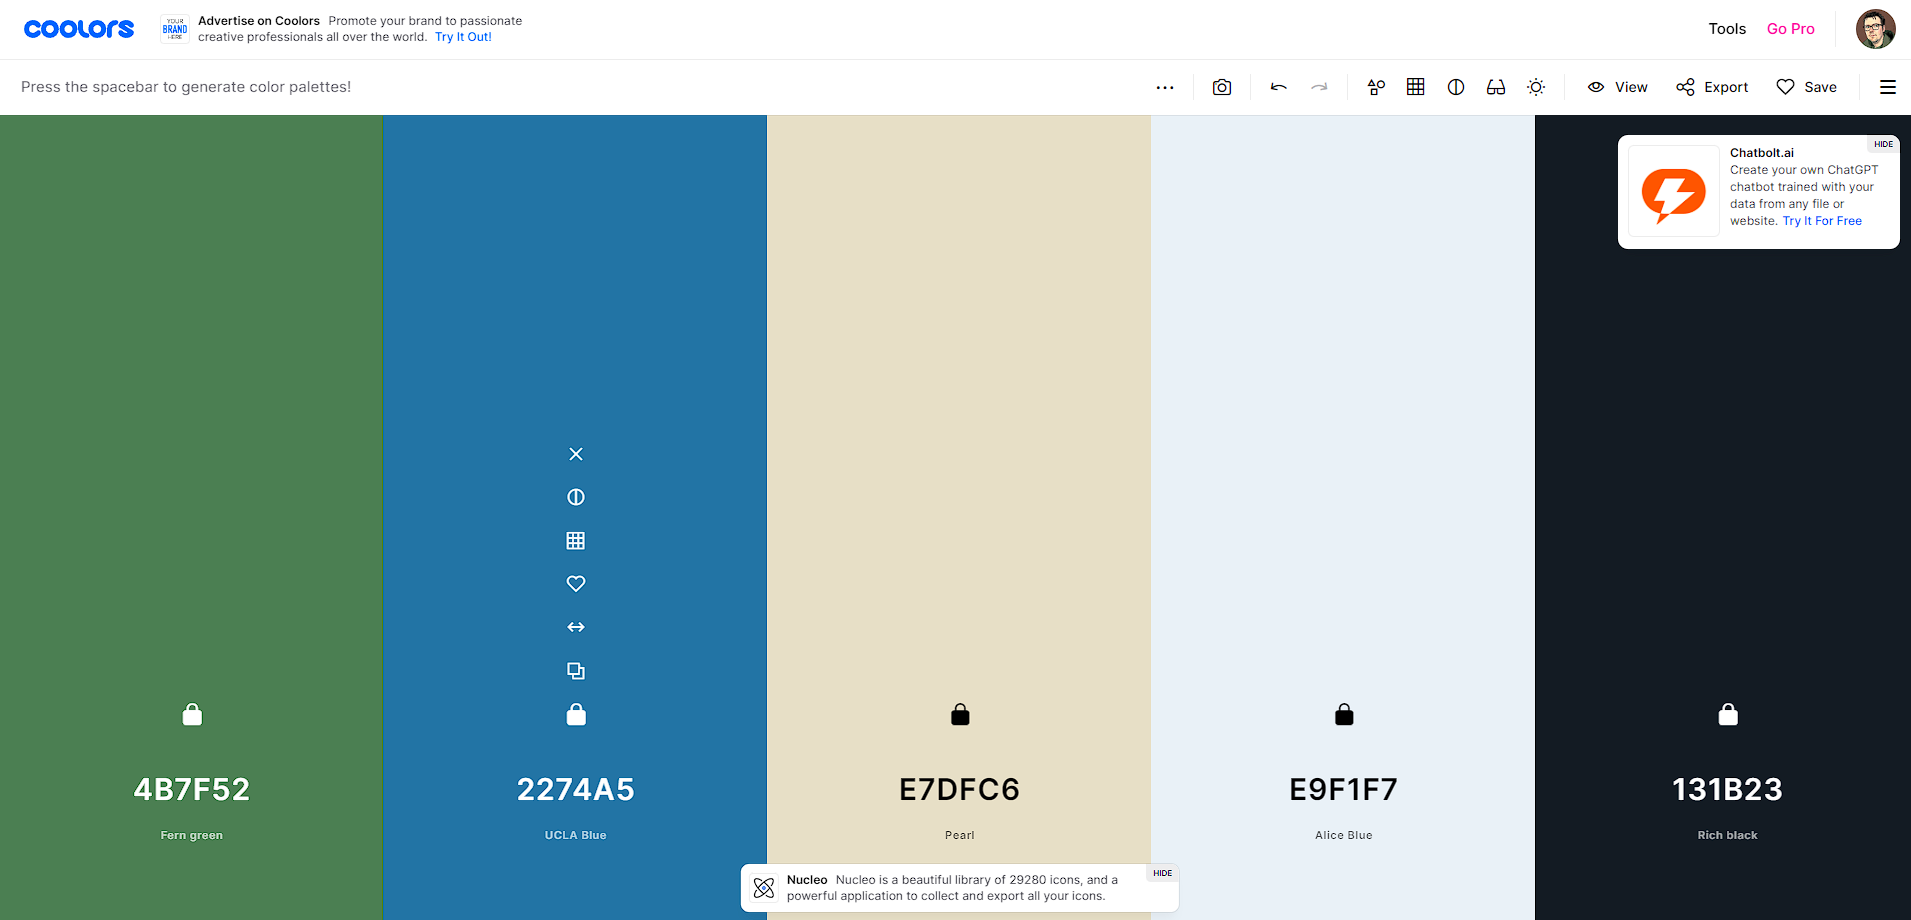 coolors
YOUR
BRAND
HERE
Advertise on Coolors Promote your brand to passionate
creative professionals all over the world. Try It Out!
Tools
Go Pro
Press the spacebar to generate color palettes!
View
Export
Save
HIDE
Chatbolt.ai
Create your own ChatGPT
chatbot trained with your
data from any file or
website. Try It For Free
4B7F52
Fern green
2274A5
UCLA Blue
E7DFC6
Pearl
E9F1F7
Alice Blue
131B23
Rich black
HIDE
Nucleo Nucleo is a beautiful library of 29280 icons, and a
powerful application to collect and export all your icons.